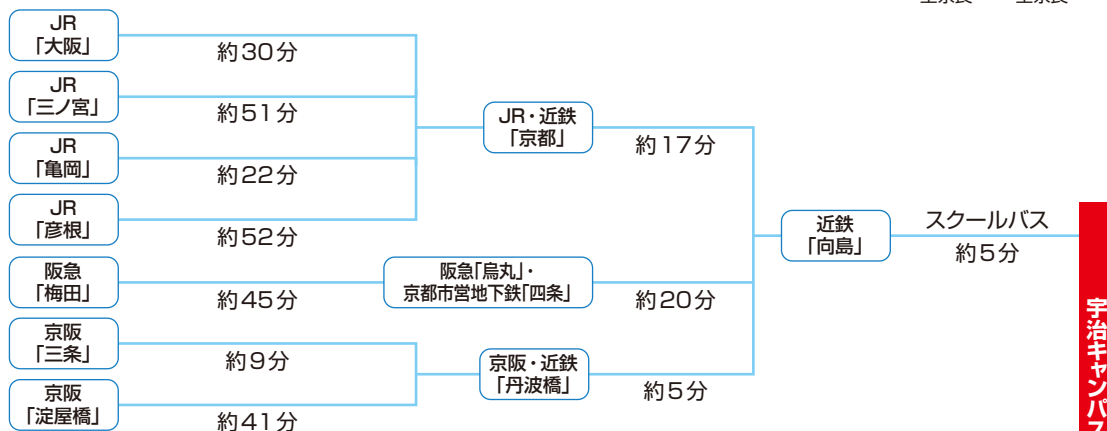 JR
「大阪」
約30分
JR
「三ノ宮」
約51分
JR
「亀岡」
約22分
JR
「彦根」
約52分
JR・近鉄
「京都」
約17分
阪急
「梅田」
約45分
阪急「烏丸」・
京都市営地下鉄「四条」
約20分
京阪
「三条」
約9分
京阪
「淀屋橋」
約41分
京阪・近鉄
「丹波橋」
約5分
近鉄
「向島」
スクールバス
約5分
宇治キャンパス